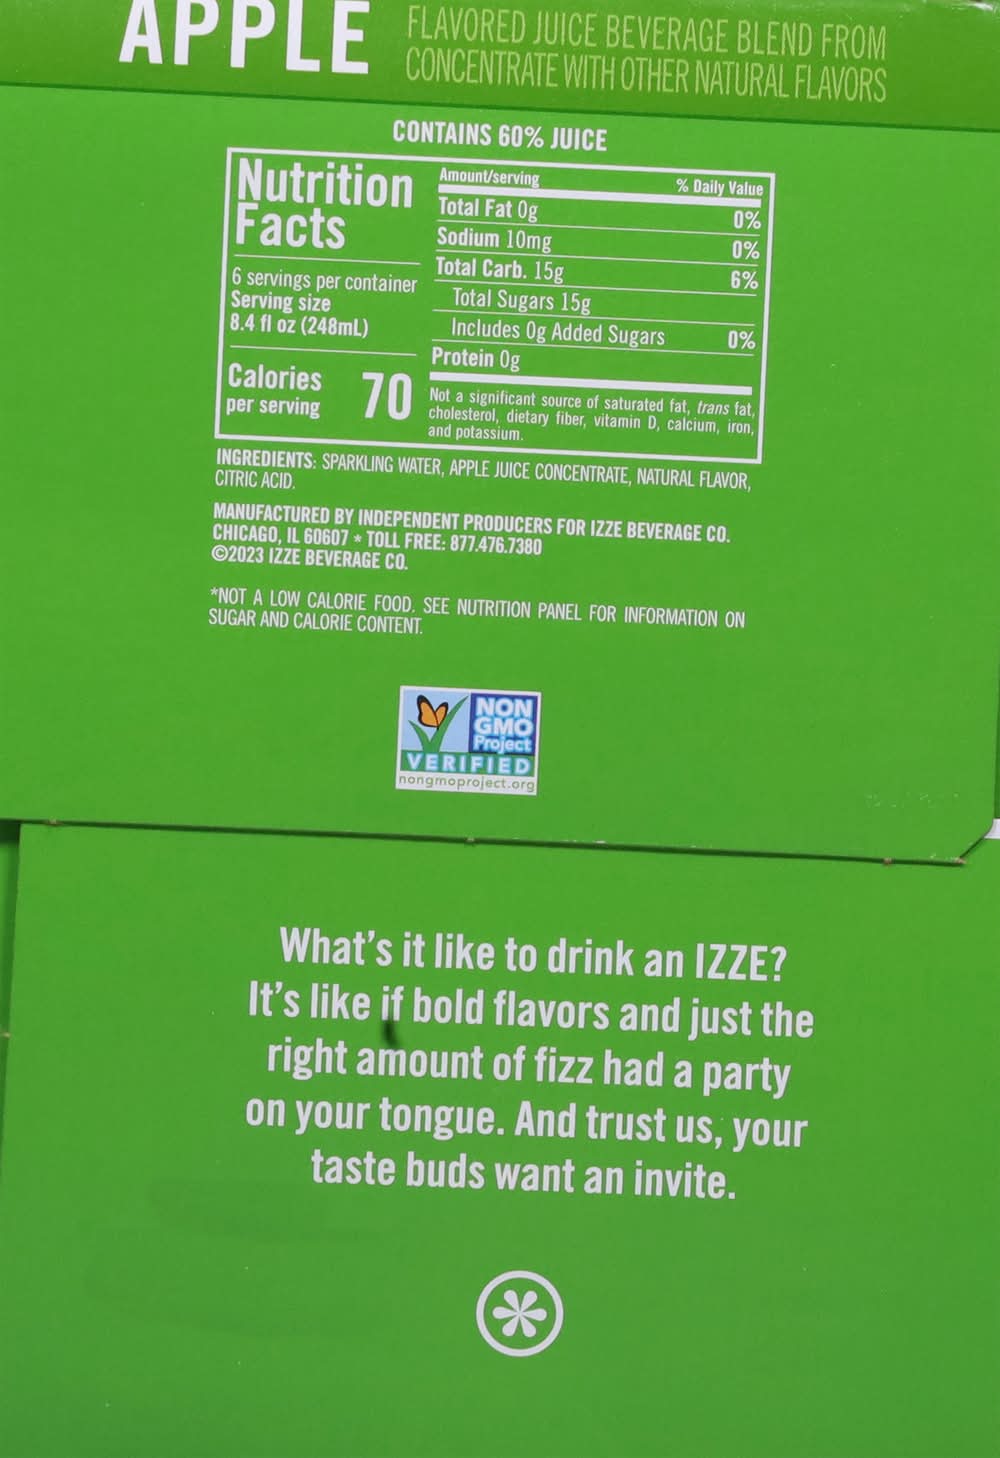 APPLE
FLAVORED JUICE BEVERAGE BLEND FROM
CONCENTRATE WITH OTHER NATURAL FLAVORS
CONTAINS 60% JUICE
Nutrition
Facts
6 servings per container
Serving size
8.4 fl oz (248mL)
Calories
per serving
70
Amount/serving % Daily Value
Total Fat 0g 0%
Sodium 10mg 0%
Total Carb. 15g 6%
Total Sugars 15g
Includes 0g Added Sugars 0%
Protein 0g
Not a significant source of saturated fat, trans fat,
cholesterol, dietary fiber, vitamin D, calcium, iron,
and potassium.
INGREDIENTS: SPARKLING WATER, APPLE JUICE CONCENTRATE, NATURAL FLAVOR,
CITRIC ACID.
MANUFACTURED BY INDEPENDENT PRODUCERS FOR IZZE BEVERAGE CO.
CHICAGO, IL 60607 * TOLL FREE: 877.476.7380
©2023 IZZE BEVERAGE CO.
*NOT A LOW CALORIE FOOD. SEE NUTRITION PANEL FOR INFORMATION ON
SUGAR AND CALORIE CONTENT.
NON
GMO
Project
VERIFIED
nongmoproject.org
What's it like to drink an IZZE?
It's like if bold flavors and just the
right amount of fizz had a party
on your tongue. And trust us, your
taste buds want an invite.